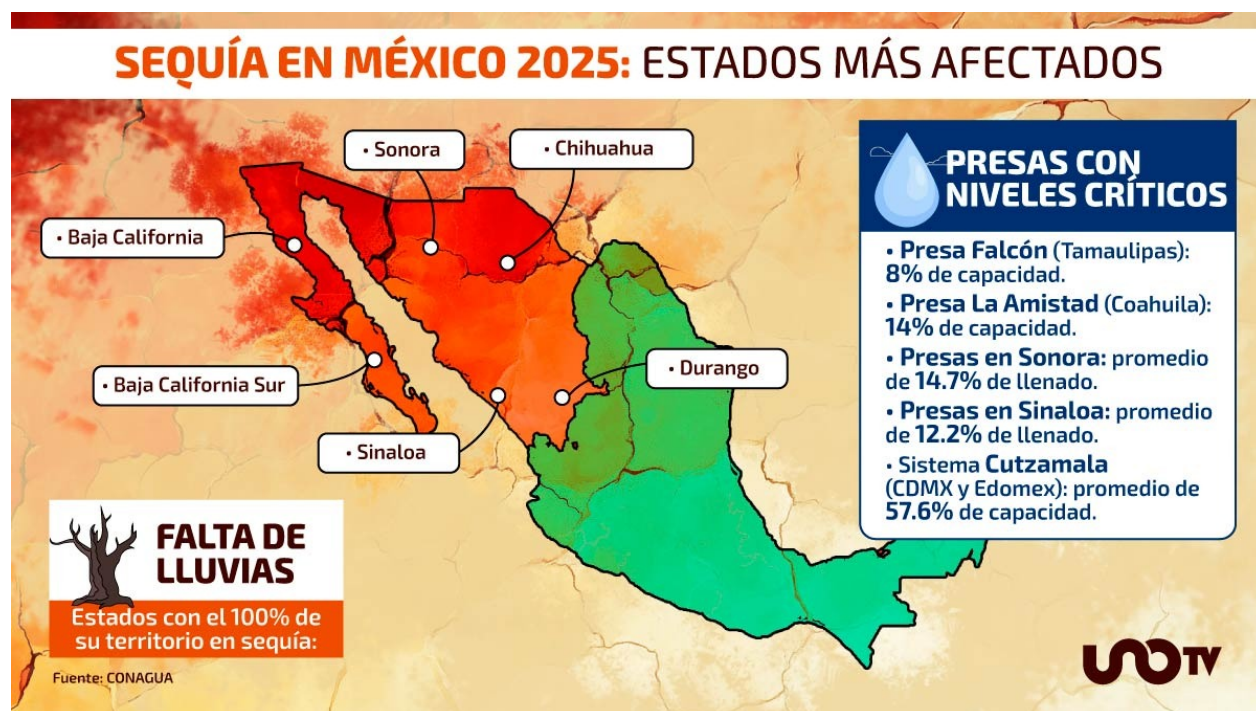 SEQUÍA EN MÉXICO 2025: ESTADOS MÁS AFECTADOS
• Sonora
• Chihuahua
• Baja California
• Baja California Sur
• Sinaloa
• Durango
PRESAS CON
NIVELES CRÍTICOS
• Presa Falcón (Tamaulipas):
8% de capacidad.
• Presa La Amistad (Coahuila):
14% de capacidad.
• Presas en Sonora: promedio
de 14.7% de llenado.
• Presas en Sinaloa: promedio
de 12.2% de llenado.
• Sistema Cutzamala
(CDMX y Edomex): promedio de
57.6% de capacidad.
FALTA DE
LLUVIAS
Estados con el 100% de
su territorio en sequía:
Fuente: CONAGUA
UNO TV